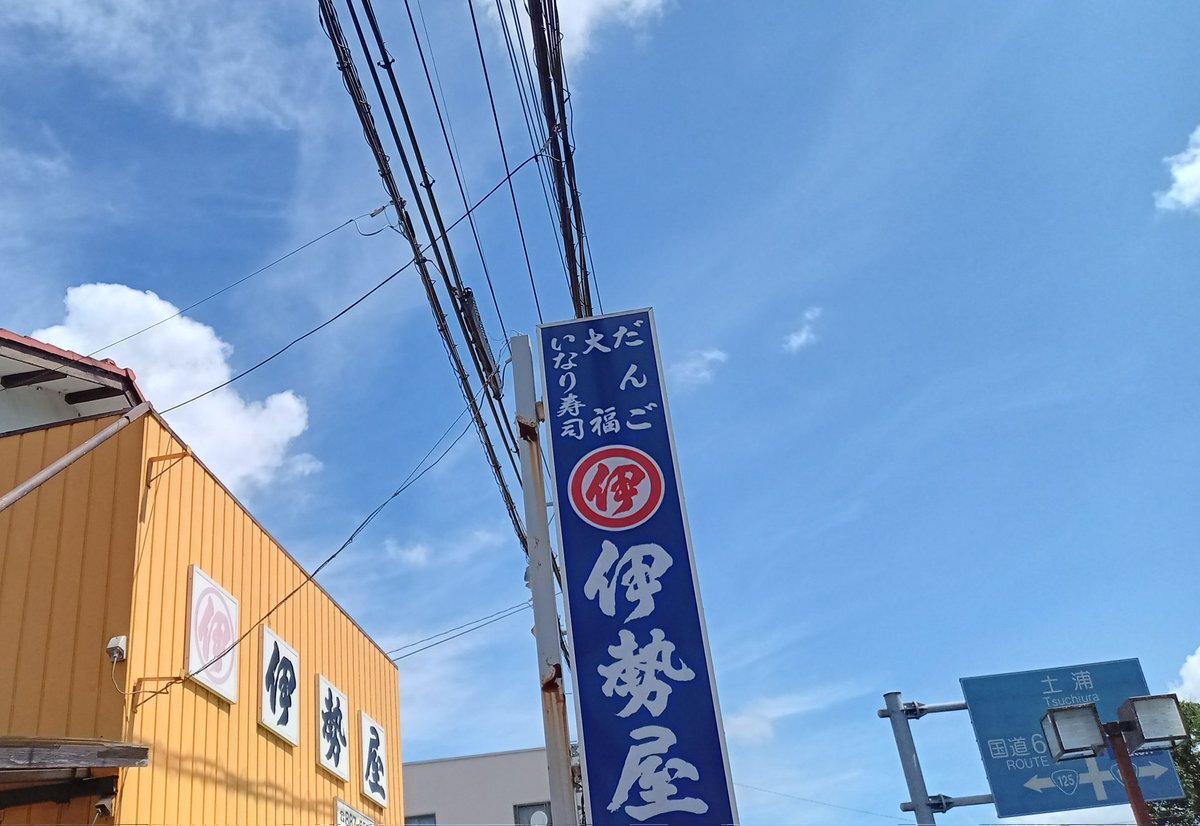 だんご
大福
いなり寿司
伊
伊勢屋
伊
伊
勢
屋
土浦
Tsuchiura
国道6
ROUTE
125